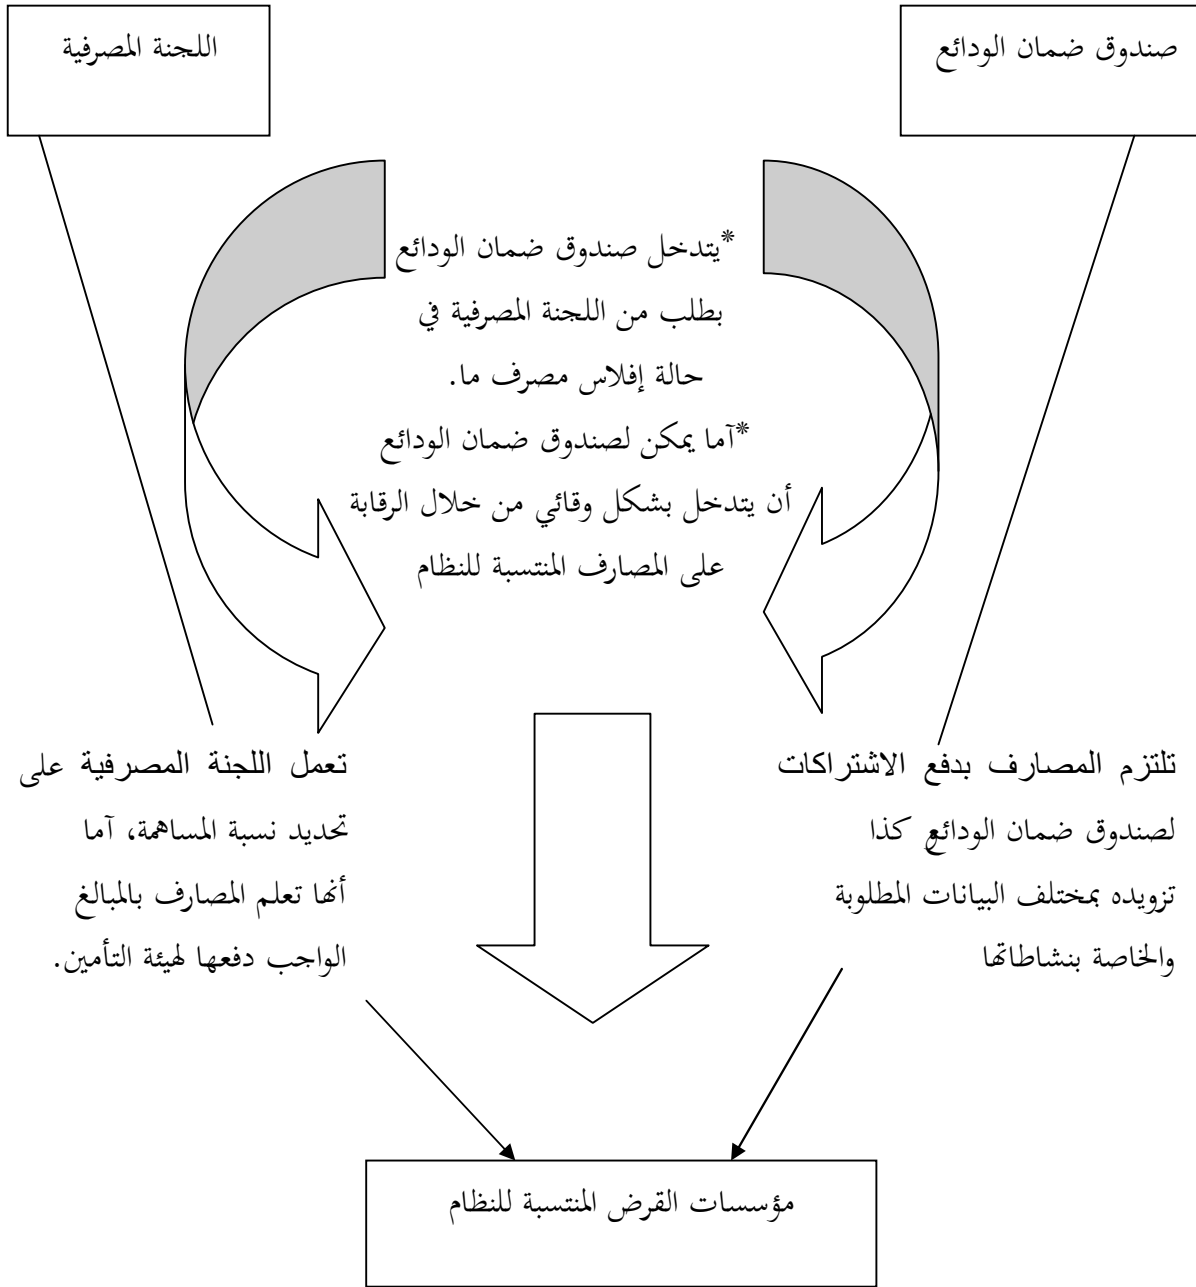 صندوق ضمان الودائع
اللجنة المصرفية
*يتدخل صندوق ضمان الودائع
بطلب من اللجنة المصرفية في
حالة إفلاس مصرف ما.
*آما يمكن لصندوق ضمان الودائع
أن يتدخل بشكل وقائي من خلال الرقابة
على المصارف المنتسبة للنظام
تلتزم المصارف بدفع الاشتراكات
لصندوق ضمان الودائع كذا
تزويده بمختلف البيانات المطلوبة
والخاصة بنشاطاتها
تعمل اللجنة المصرفية على
تحديد نسبة المساهمة، آما
أنها تعلم المصارف بالمبالغ
الواجب دفعها لهيئة التأمين.
مؤسسات القرض المنتسبة للنظام